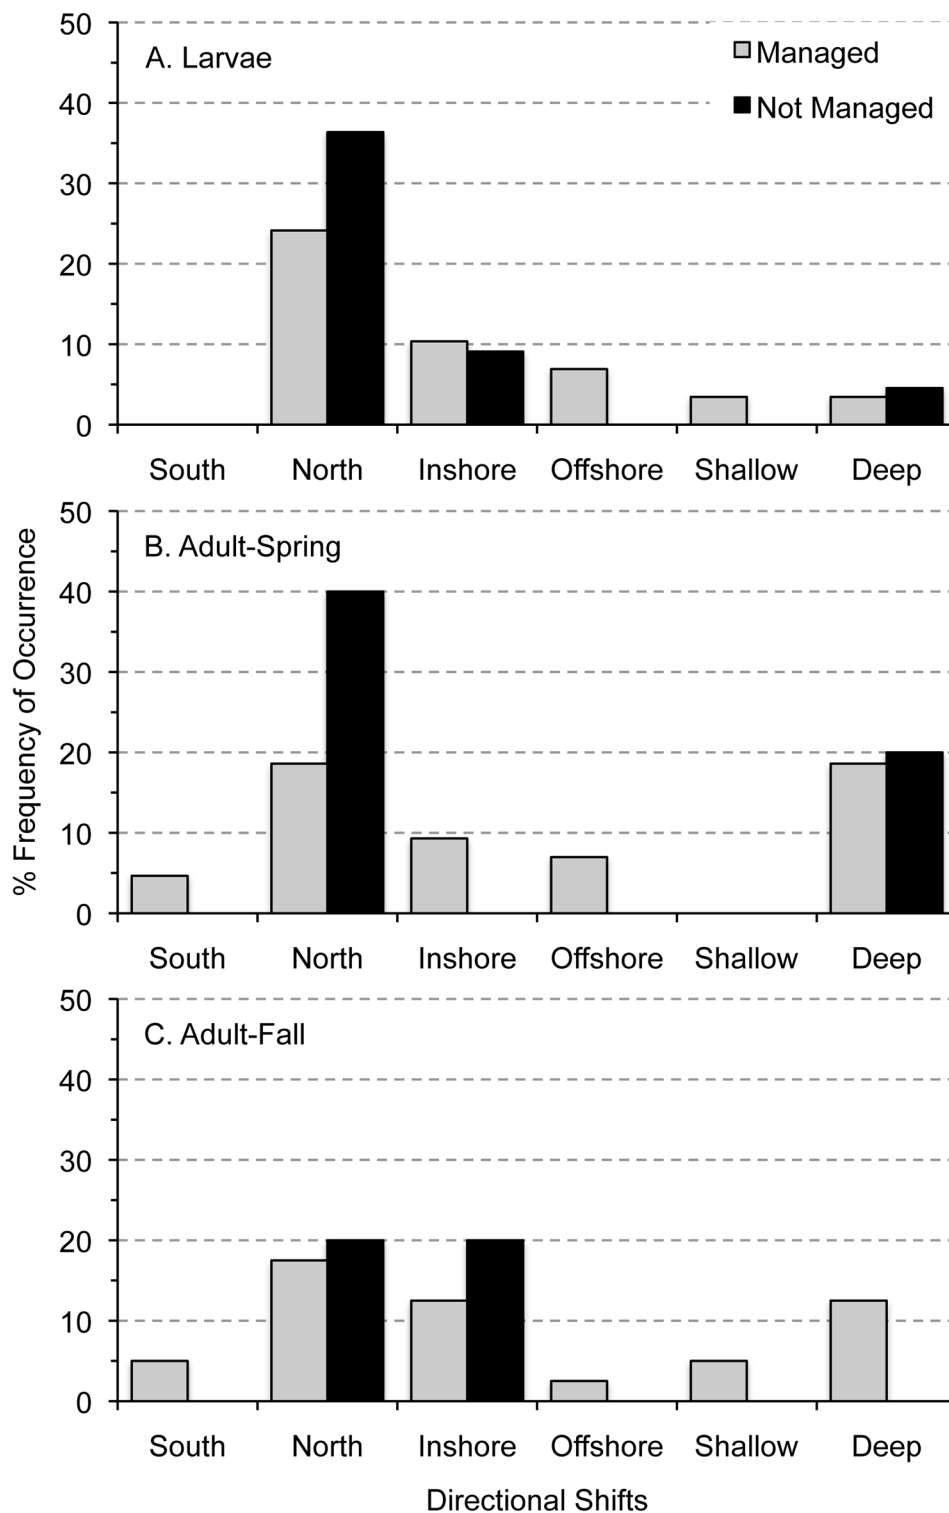 50
A. Larvae
Managed
40
Not Managed
30
20
10
0
South North Inshore Offshore Shallow Deep
% Frequency of Occurrence
50
B. Adult-Spring
40
30
20
10
0
South North Inshore Offshore Shallow Deep
50
C. Adult-Fall
40
30
20
10
0
South North Inshore Offshore Shallow Deep
Directional Shifts